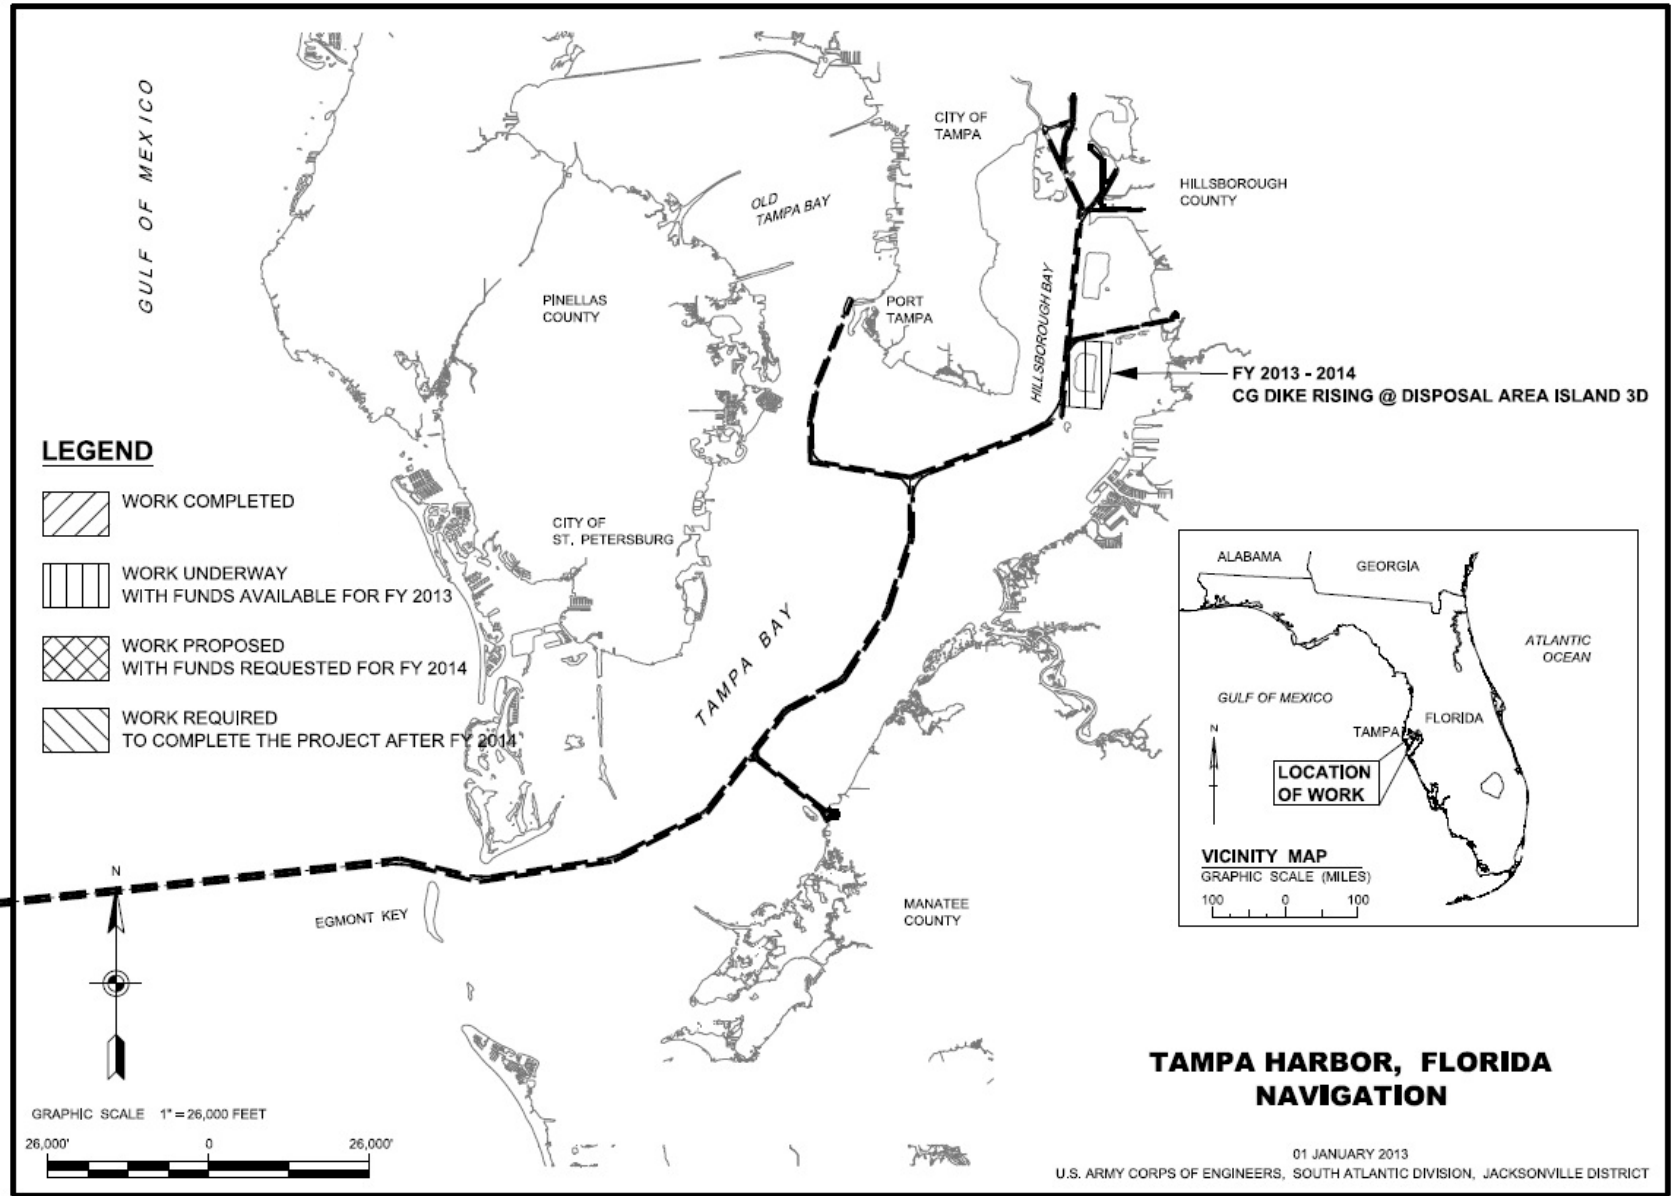 GULF OF MEXICO
CITY OF
TAMPA
HILLSBOROUGH
COUNTY
OLD
TAMPA BAY
PINELLAS
COUNTY
PORT
TAMPA
HILLSBOROUGH BAY
FY 2013 - 2014
CG DIKE RISING @ DISPOSAL AREA ISLAND 3D
LEGEND
WORK COMPLETED
WORK UNDERWAY
WITH FUNDS AVAILABLE FOR FY 2013
WORK PROPOSED
WITH FUNDS REQUESTED FOR FY 2014
WORK REQUIRED
TO COMPLETE THE PROJECT AFTER FY 2014
CITY OF
ST. PETERSBURG
TAMPA BAY
ALABAMA
GEORGIA
ATLANTIC
OCEAN
GULF OF MEXICO
FLORIDA
TAMPA
N
LOCATION
OF WORK
VICINITY MAP
GRAPHIC SCALE (MILES)
100 0 100
N
EGMONT KEY
MANATEE
COUNTY
GRAPHIC SCALE 1" = 26,000 FEET
26,000' 0 26,000'
TAMPA HARBOR, FLORIDA
NAVIGATION
01 JANUARY 2013
U.S. ARMY CORPS OF ENGINEERS, SOUTH ATLANTIC DIVISION, JACKSONVILLE DISTRICT